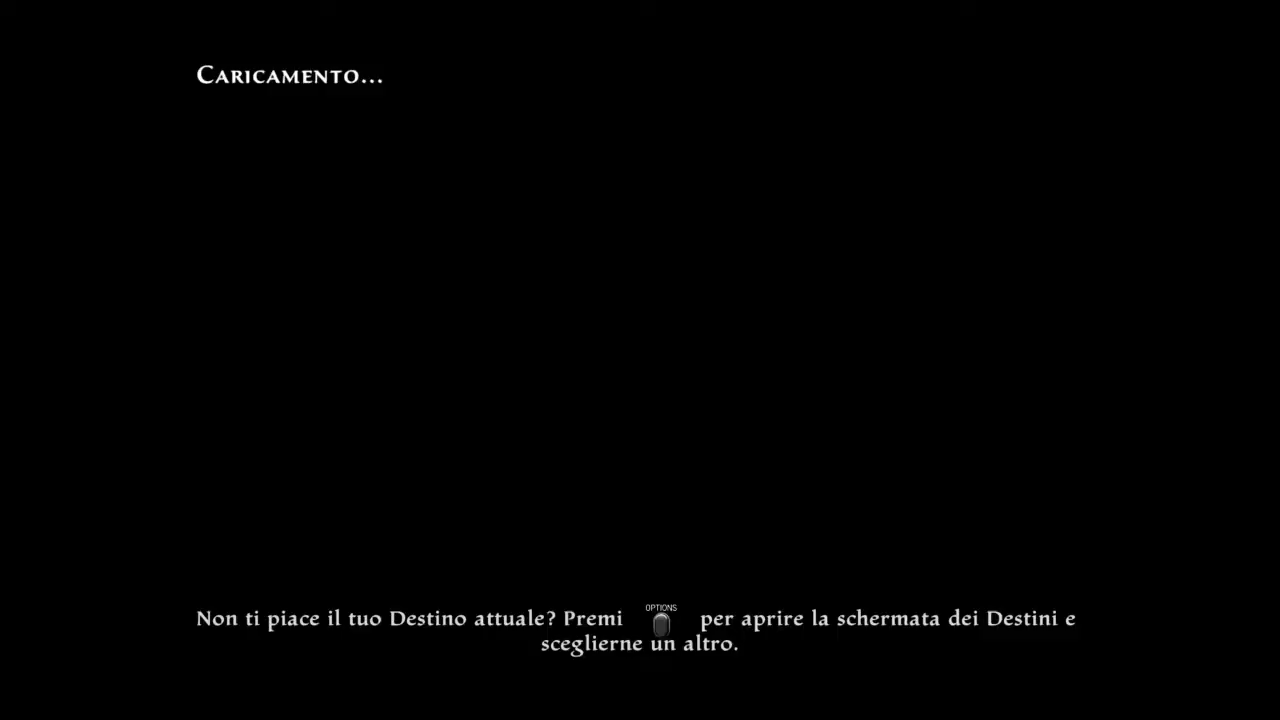 Caricamento...
Non ti piace il tuo Destino attuale? Premi OPTIONS per aprire la schermata dei Destini e
sceglierne un altro.